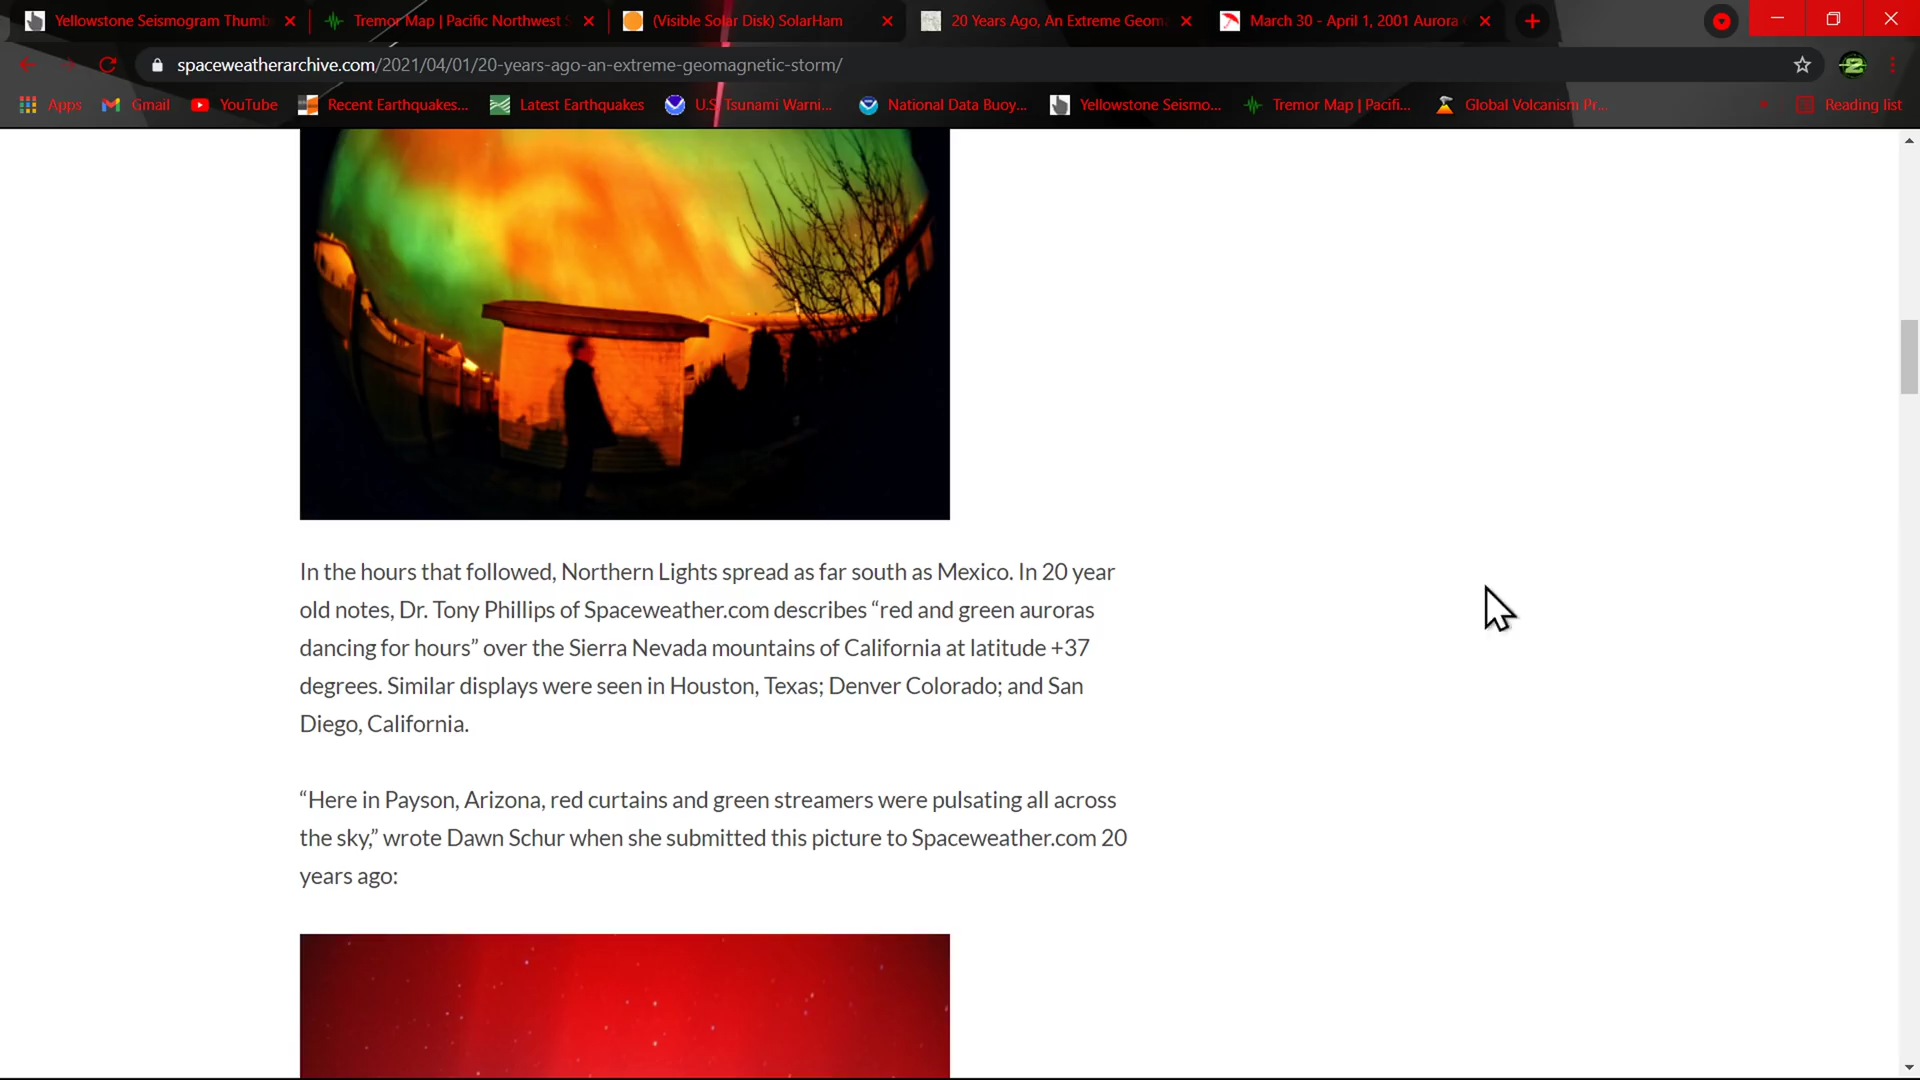 Yellowstone Seismogram Thumb
Tremor Map | Pacific Northwest S
(Visible Solar Disk) SolarHam
20 Years Ago, An Extreme Geom
March 30 - April 1, 2001 Aurora
spaceweatherarchive.com/2021/04/01/20-years-ago-an-extreme-geomagnetic-storm/
Apps
Gmail
YouTube
Recent Earthquakes...
Latest Earthquakes
U.S. Tsunami Warni...
National Data Buoy...
Yellowstone Seismo...
Tremor Map | Pacifi...
Global Volcanism Pr...
Reading list
In the hours that followed, Northern Lights spread as far south as Mexico. In 20 year
old notes, Dr. Tony Phillips of Spaceweather.com describes “red and green auroras
dancing for hours” over the Sierra Nevada mountains of California at latitude +37
degrees. Similar displays were seen in Houston, Texas; Denver Colorado; and San
Diego, California.
“Here in Payson, Arizona, red curtains and green streamers were pulsating all across
the sky,” wrote Dawn Schur when she submitted this picture to Spaceweather.com 20
years ago: